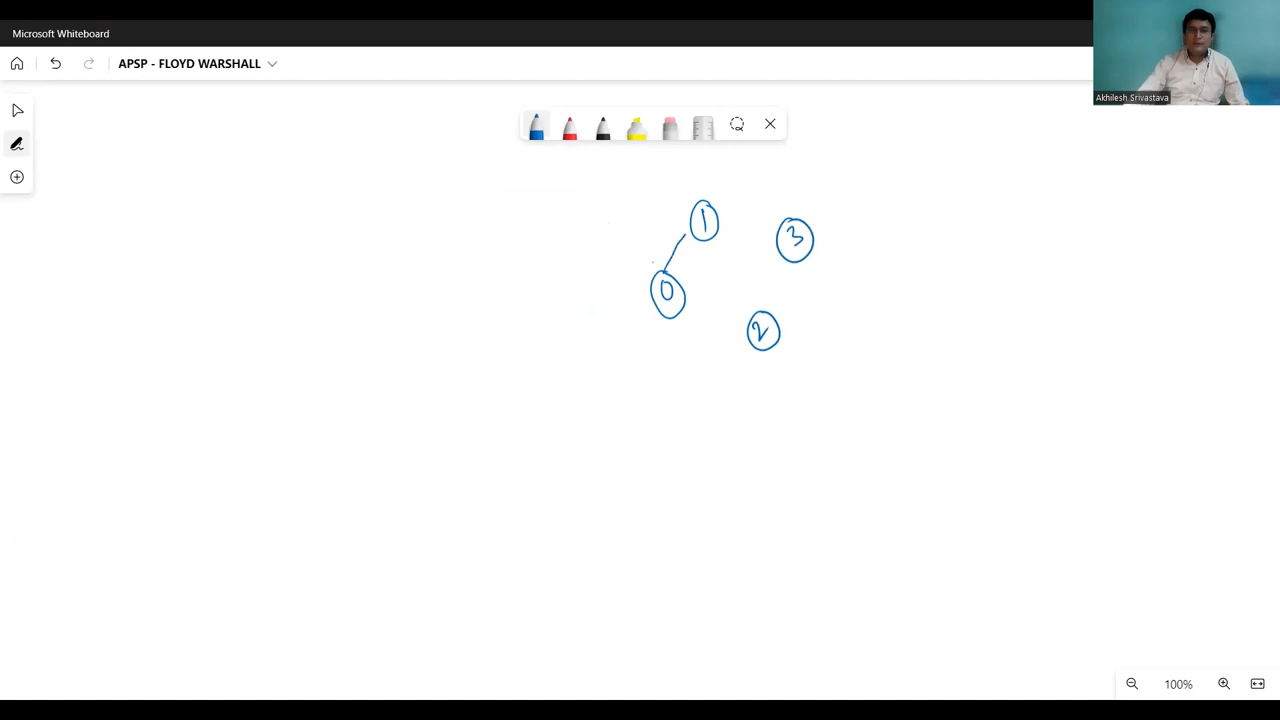 Microsoft Whiteboard
APSP - FLOYD WARSHALL
Akhilesh Srivastava
1
3
0
2
100%